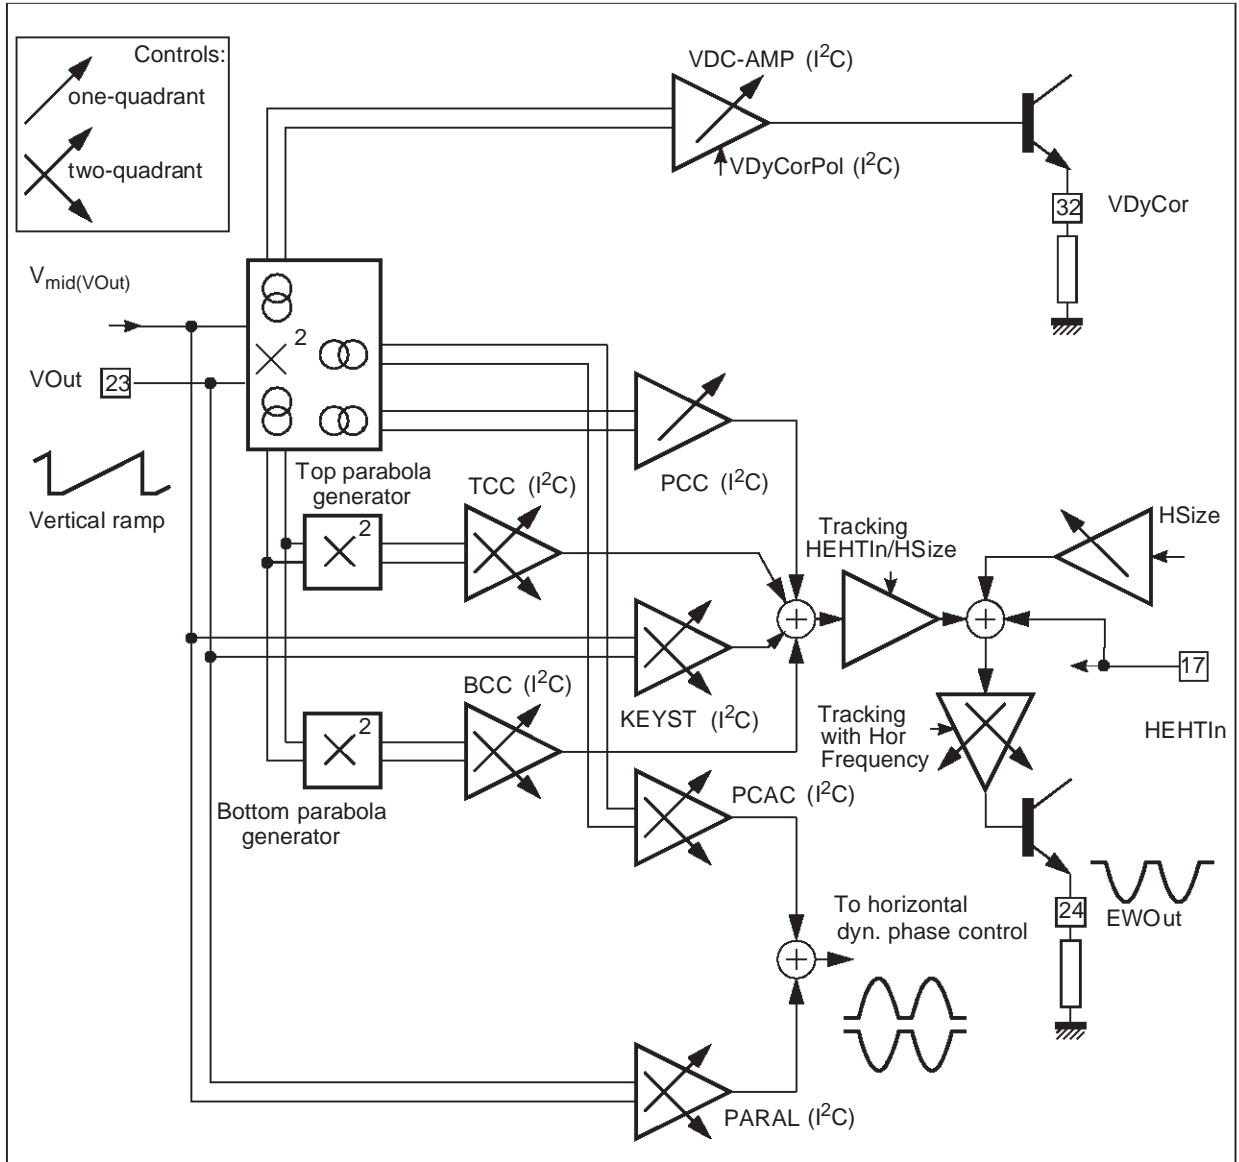 Controls:
one-quadrant
two-quadrant
VDC-AMP (I²C)
VDyCorPol (I²C)
32
VDyCor
Vmid(VOut)
2
VOut
23
Vertical ramp
Top parabola
generator
2
TCC (I²C)
PCC (I²C)
Tracking
HEHTIn/HSize
HSize
17
HEHTIn
KEYST (I²C)
BCC (I²C)
2
Bottom parabola
generator
Tracking
with Hor
Frequency
PCAC (I²C)
24
EWOut
To horizontal
dyn. phase control
PARAL (I²C)